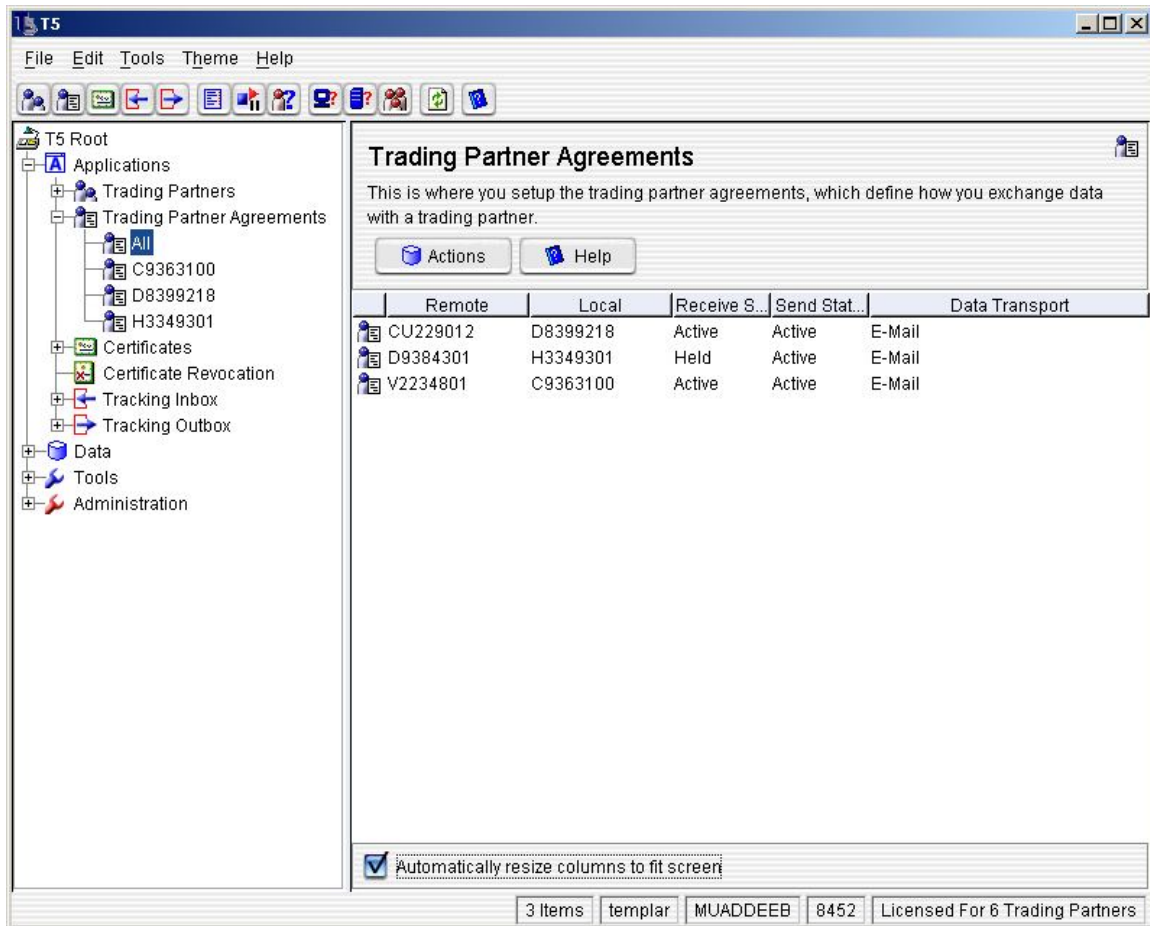 T5
File Edit Tools Theme Help
T5 Root
Applications
Trading Partners
Trading Partner Agreements
All
C9363100
D8399218
H3349301
Certificates
Certificate Revocation
Tracking Inbox
Tracking Outbox
Data
Tools
Administration
Trading Partner Agreements
This is where you setup the trading partner agreements, which define how you exchange data
with a trading partner.
Actions Help
Remote Local Receive S... Send Stat... Data Transport
CU229012 D8399218 Active Active E-Mail
D9384301 H3349301 Held Active E-Mail
V2234801 C9363100 Active Active E-Mail
Automatically resize columns to fit screen
3 Items templar MUADDEEB 8452 Licensed For 6 Trading Partners